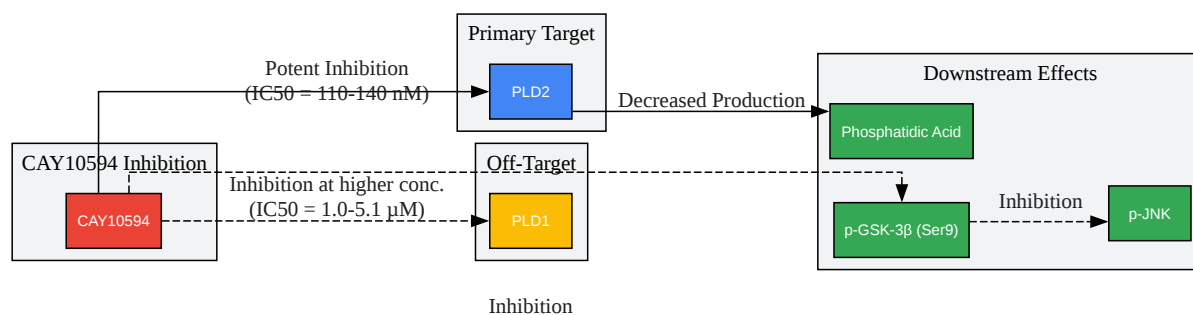 Primary Target
Potent Inhibition
(IC50 = 110-140 nM)
PLD2
Decreased Production
Downstream Effects
Phosphatidic Acid
CAY10594 Inhibition
Off-Target
Inhibition at higher conc.
(IC50 = 1.0-5.1 µM)
CAY10594
PLD1
p-GSK-3β (Ser9)
Inhibition
p-JNK
Inhibition